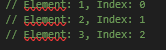 // Element: 1, Index: 0
// Element: 2, Index: 1
// Element: 3, Index: 2